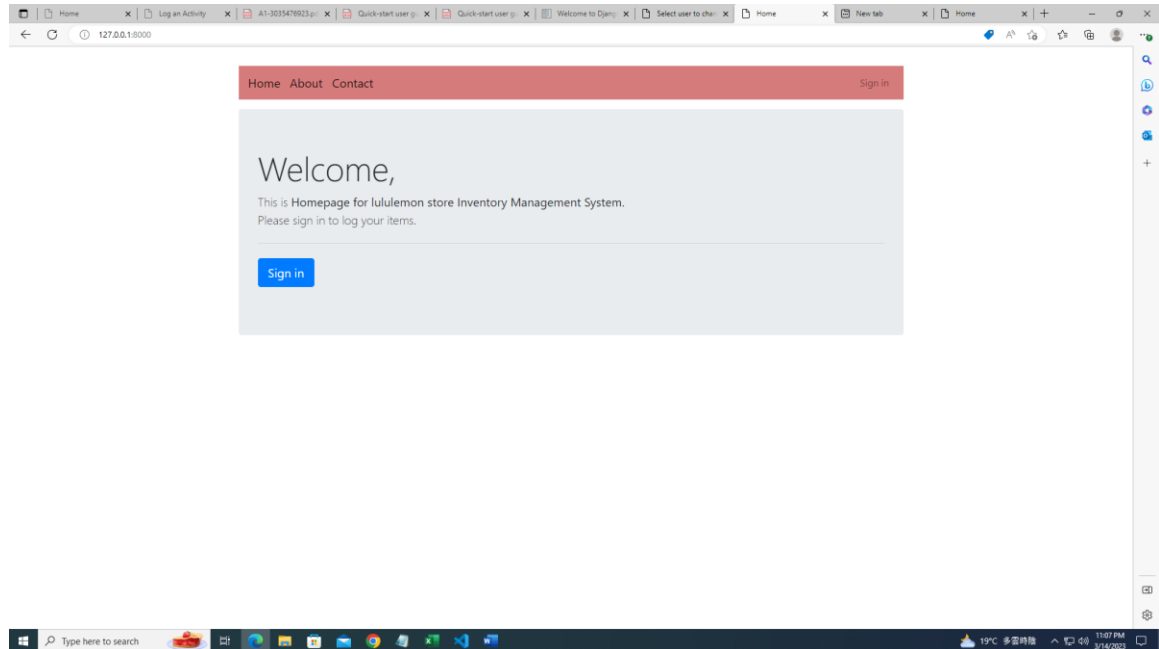 Home
Log an Activity
A1-3035476923.pd
Quick-start user g
Quick-start user g
Welcome to Djang
Select user to chan
Home
New tab
Home
127.0.0.1:8000
Home About Contact Sign in
Welcome,
This is Homepage for lululemon store Inventory Management System.
Please sign in to log your items.
Sign in
Type here to search
19°C 多雲時陰
11:07 PM
3/14/2023